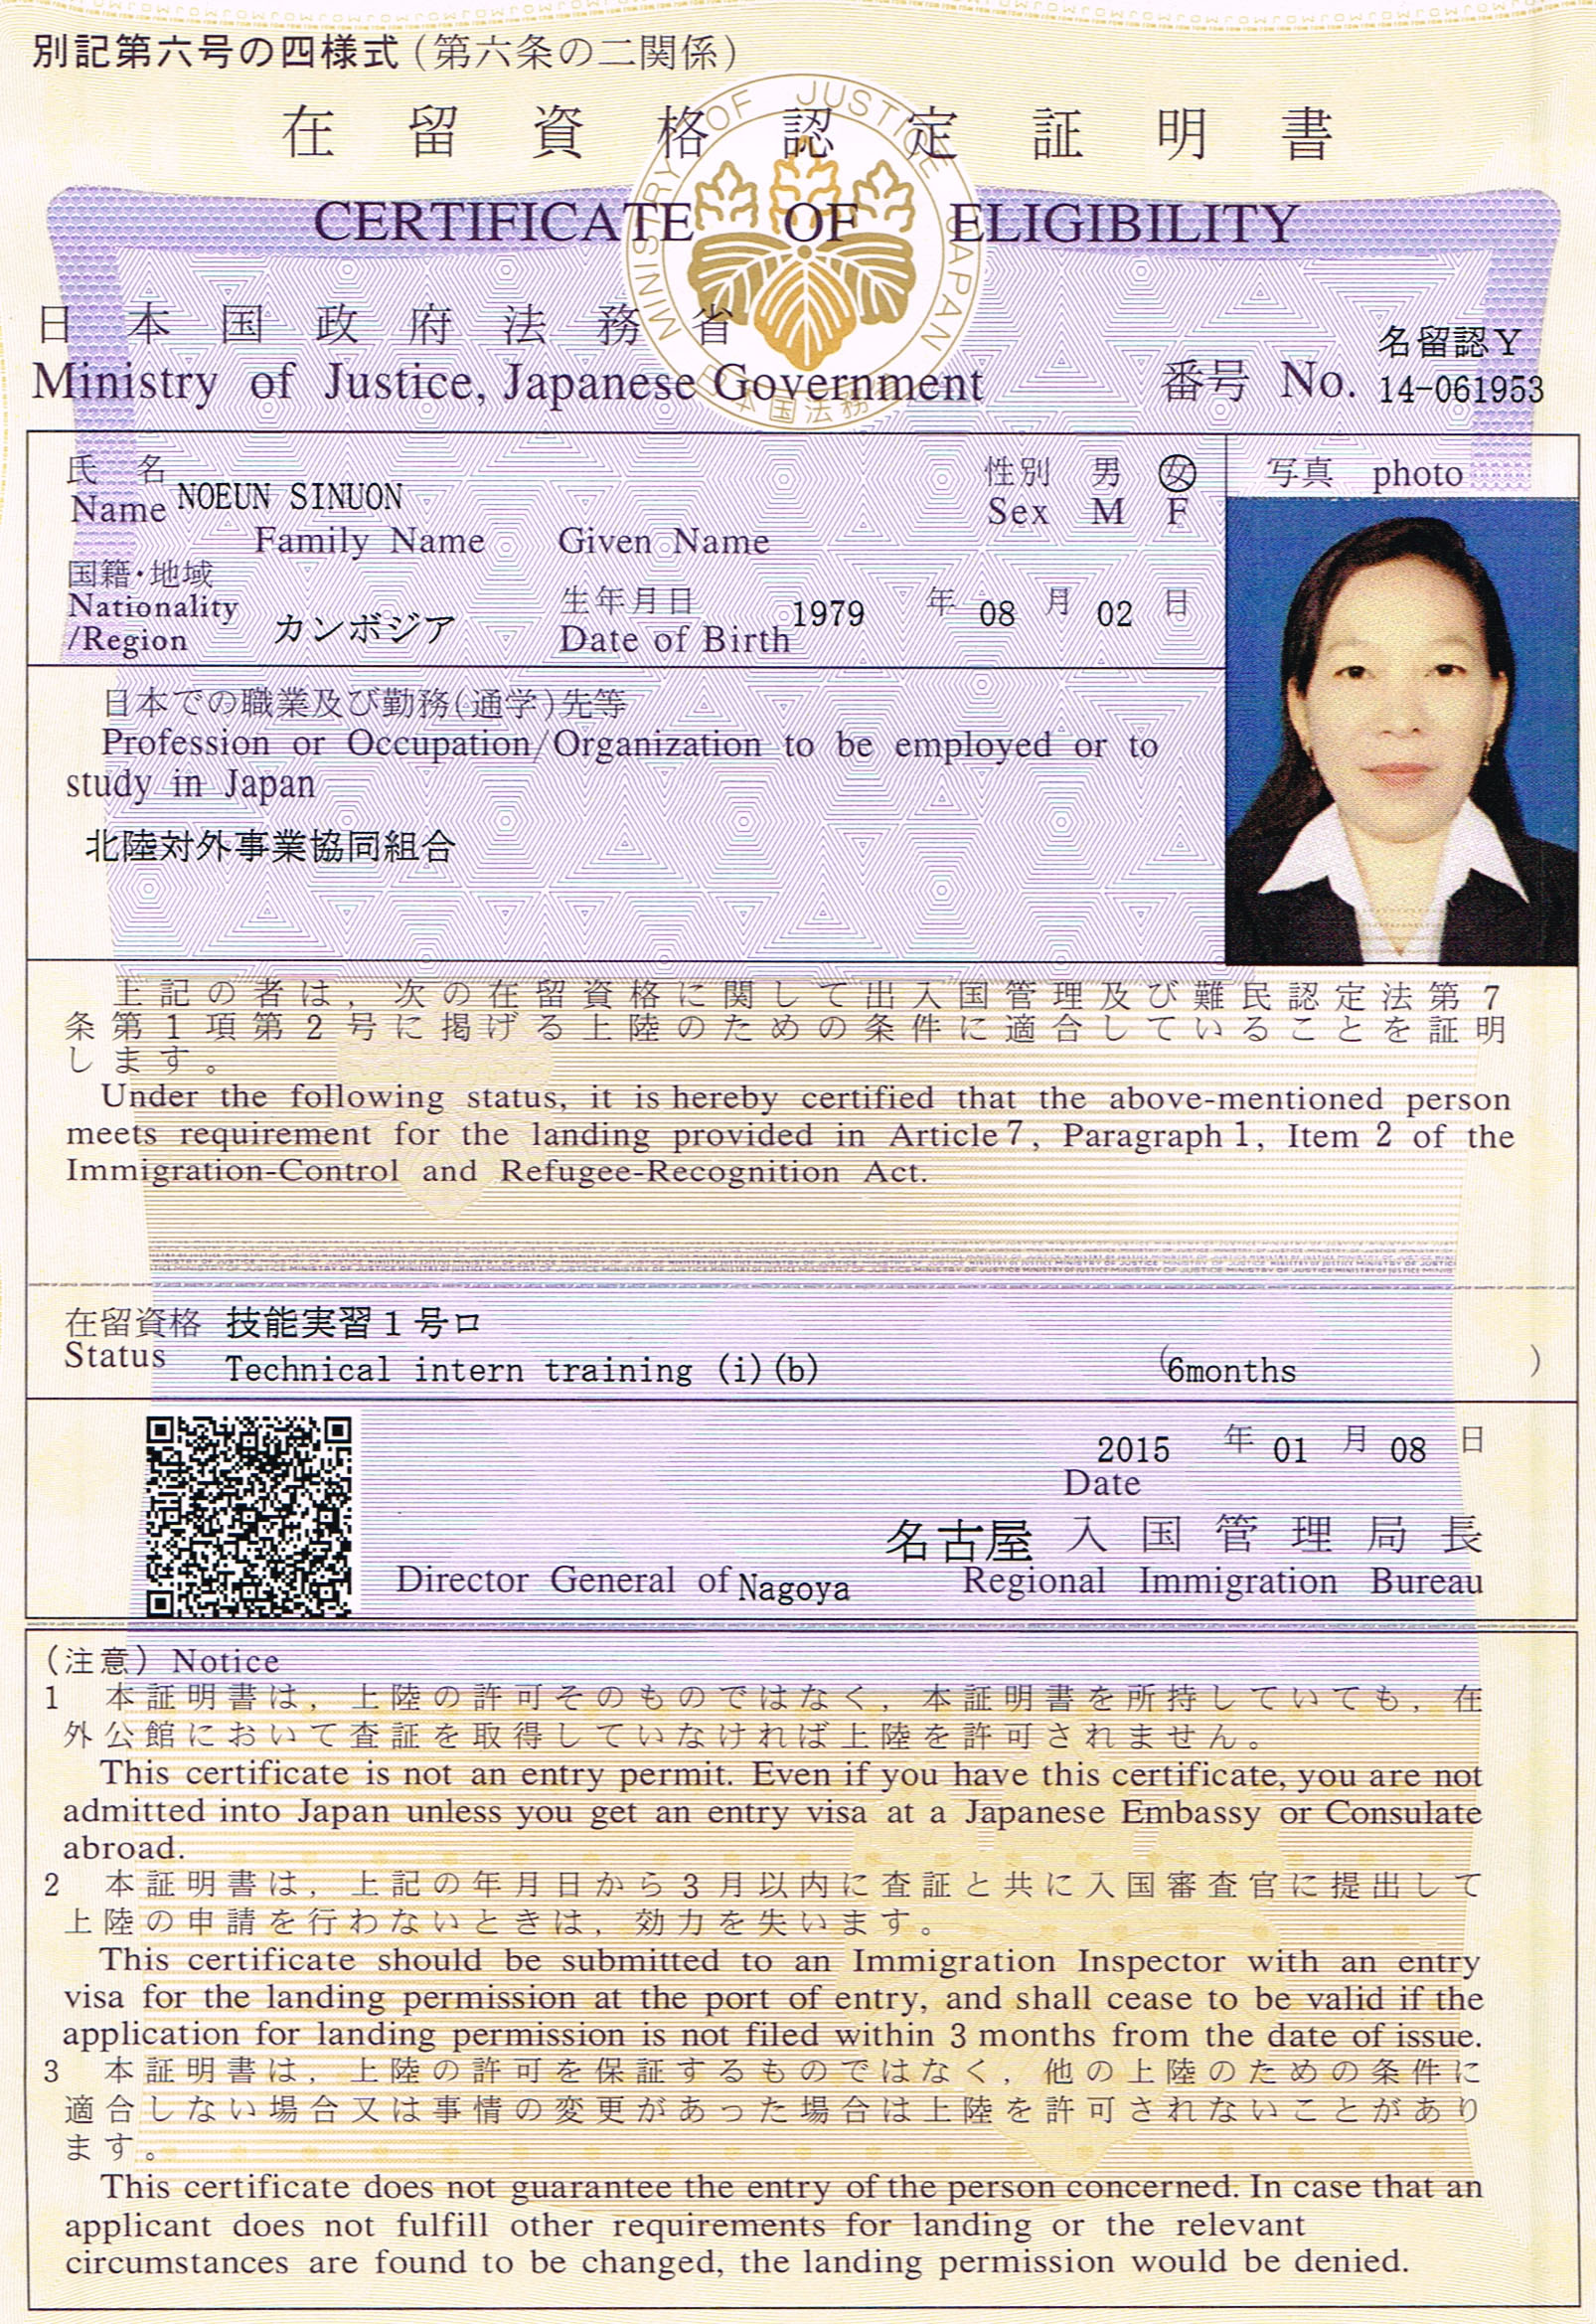 別記第六号の四様式（第六条の二関係）
在留資格認定証明書
CERTIFICATE OF ELIGIBILITY
MINISTRY OF JUSTICE JAPAN
日本国法務省
日本国政府法務省
Ministry of Justice, Japanese Government
名留認Y
番号 No. 14-061953
氏名
Name NOEUN SINUON
Family Name Given Name
性別 男 女
Sex M F
写真 photo
国籍・地域
Nationality
/Region カンボジア
生年月日 1979 年 08 月 02 日
Date of Birth
日本での職業及び勤務(通学)先等
Profession or Occupation/Organization to be employed or to
study in Japan
北陸対外事業協同組合
上記の者は，次の在留資格に関して出入国管理及び難民認定法第7
条第1項第2号に掲げる上陸のための条件に適合していることを証明
します。
Under the following status, it is hereby certified that the above-mentioned person
meets requirement for the landing provided in Article 7, Paragraph 1, Item 2 of the
Immigration-Control and Refugee-Recognition Act.
在留資格 技能実習1号ロ
Status Technical intern training (i)(b) (6months )
2015 年 01 月 08 日
Date
名古屋 入国管理局長
Director General of Nagoya Regional Immigration Bureau
（注意）Notice
1 本証明書は，上陸の許可そのものではなく，本証明書を所持していても，在
外公館において査証を取得していなければ上陸を許可されません。
This certificate is not an entry permit. Even if you have this certificate, you are not
admitted into Japan unless you get an entry visa at a Japanese Embassy or Consulate
abroad.
2 本証明書は，上記の年月日から3月以内に査証と共に入国審査官に提出して
上陸の申請を行わないときは，効力を失います。
This certificate should be submitted to an Immigration Inspector with an entry
visa for the landing permission at the port of entry, and shall cease to be valid if the
application for landing permission is not filed within 3 months from the date of issue.
3 本証明書は，上陸の許可を保証するものではなく，他の上陸のための条件に
適合しない場合又は事情の変更があった場合は上陸を許可されないことがあり
ます。
This certificate does not guarantee the entry of the person concerned. In case that an
applicant does not fulfill other requirements for landing or the relevant
circumstances are found to be changed, the landing permission would be denied.